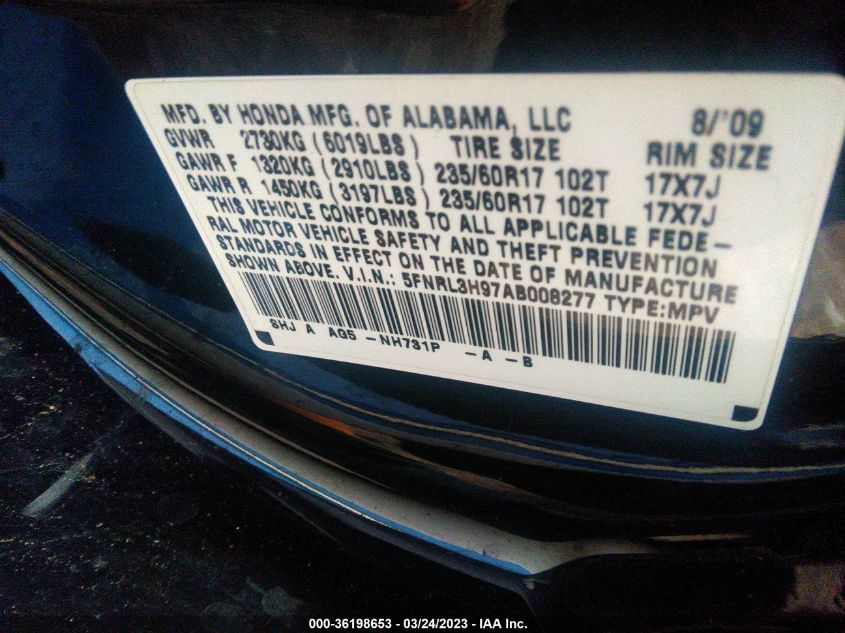 MFD. BY HONDA MFG. OF ALABAMA, LLC 8/'09
GVWR 2730KG (6019LBS) TIRE SIZE RIM SIZE
GAWR F 1320KG (2910LBS) 235/60R17 102T 17X7J
GAWR R 1450KG (3197LBS) 235/60R17 102T 17X7J
THIS VEHICLE CONFORMS TO ALL APPLICABLE FEDE-
RAL MOTOR VEHICLE SAFETY AND THEFT PREVENTION
STANDARDS IN EFFECT ON THE DATE OF MANUFACTURE
SHOWN ABOVE. V.I.N.: 5FNRL3H97AB008277 TYPE:MPV
SHJ A AG5 -NH731P -A -B
000-36198653 - 03/24/2023 - IAA Inc.